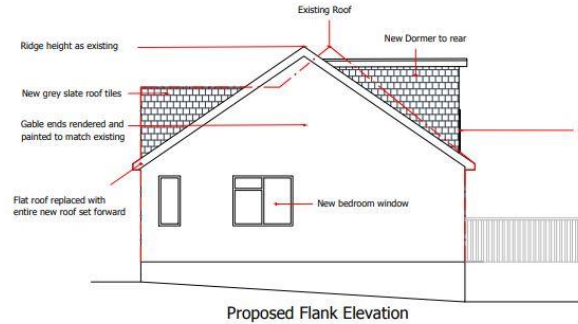 Existing Roof
Ridge height as existing
New Dormer to rear
New grey slate roof tiles
Gable ends rendered and
painted to match existing
Flat roof replaced with
entire new roof set forward
New bedroom window
Proposed Flank Elevation